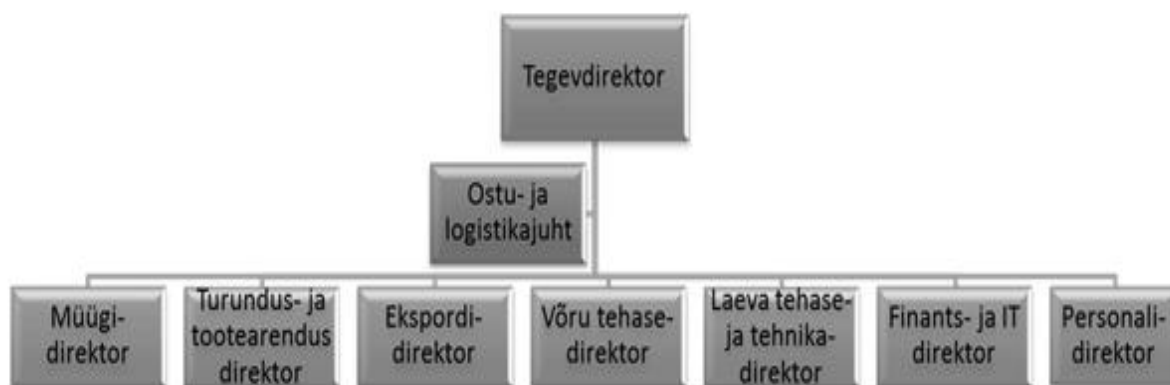 Tegevdirektor
Ostu- ja
logistikajuht
Müügi-
direktor
Turundus- ja
tootearendus
direktor
Ekspordi-
direktor
Võru tehase-
direktor
Laeva tehase-
ja tehnika-
direktor
Finants- ja IT
direktor
Personali-
direktor